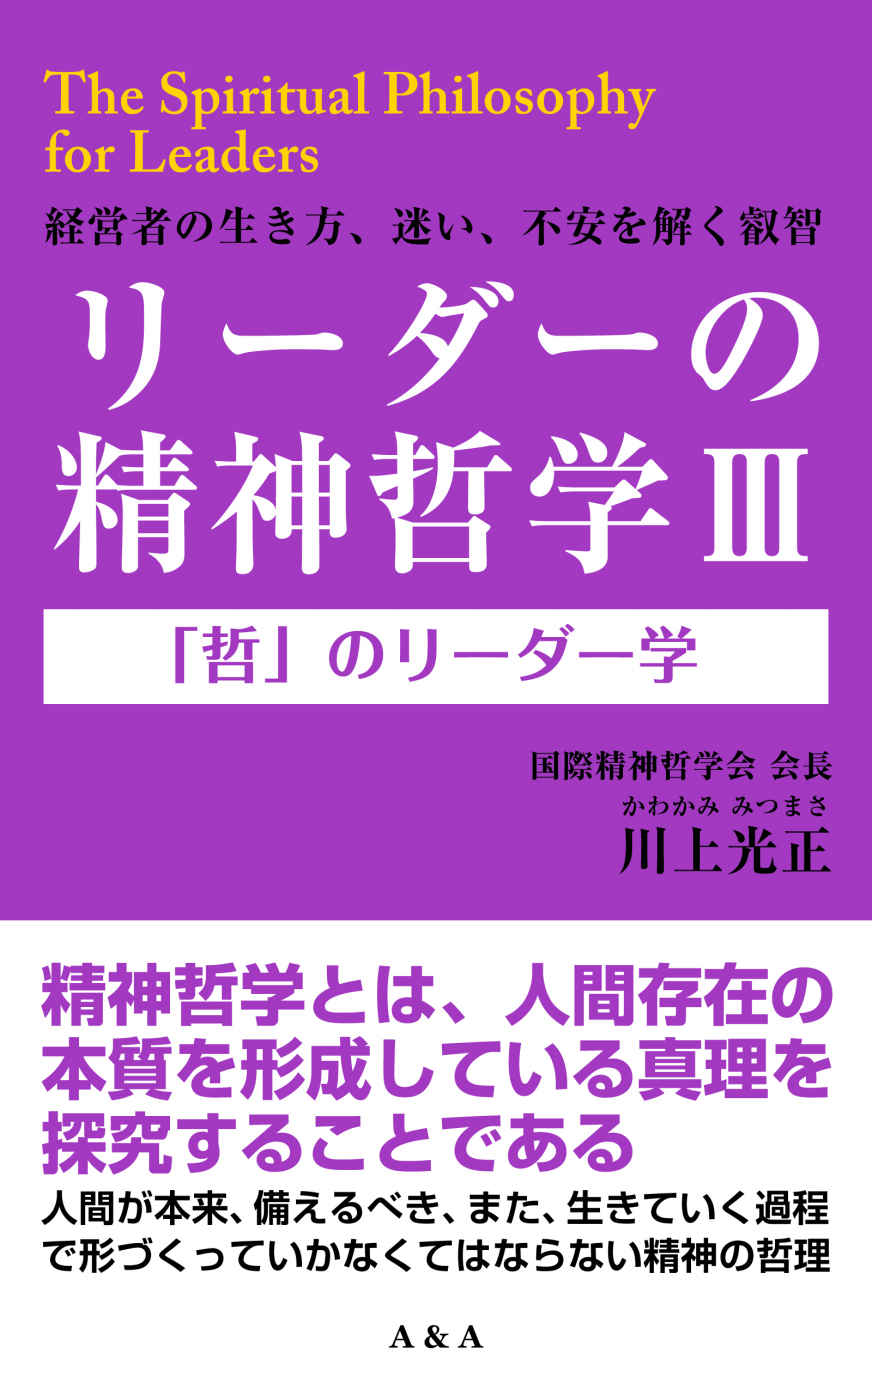 The Spiritual Philosophy
for Leaders
経営者の生き方、迷い、不安を解く叡智
リーダーの
精神哲学Ⅲ
「哲」のリーダー学
国際精神哲学会 会長
かわかみ みつまさ
川上光正
精神哲学とは、人間存在の
本質を形成している真理を
探究することである
人間が本来、備えるべき、また、生きていく過程
で形づくっていかなくてはならない精神の哲理
A & A